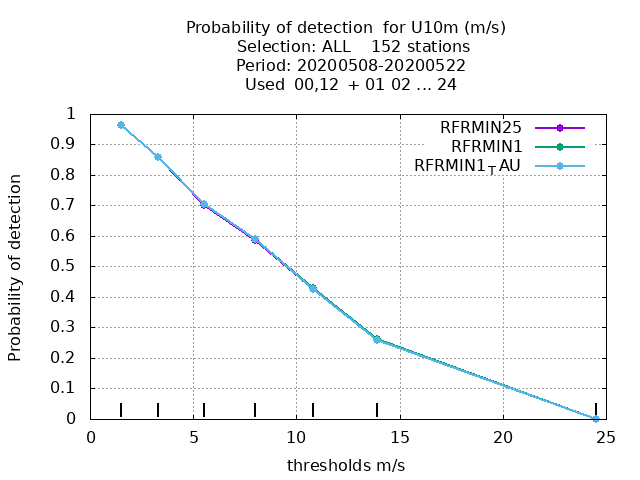 Probability of detection for U10m (m/s)
Selection: ALL 152 stations
Period: 20200508-20200522
Used 00,12 + 01 02 ... 24
RFRMIN25
RFRMIN1
RFRMIN1TAU
Probability of detection
1
0.9
0.8
0.7
0.6
0.5
0.4
0.3
0.2
0.1
0
0 5 10 15 20 25
thresholds m/s